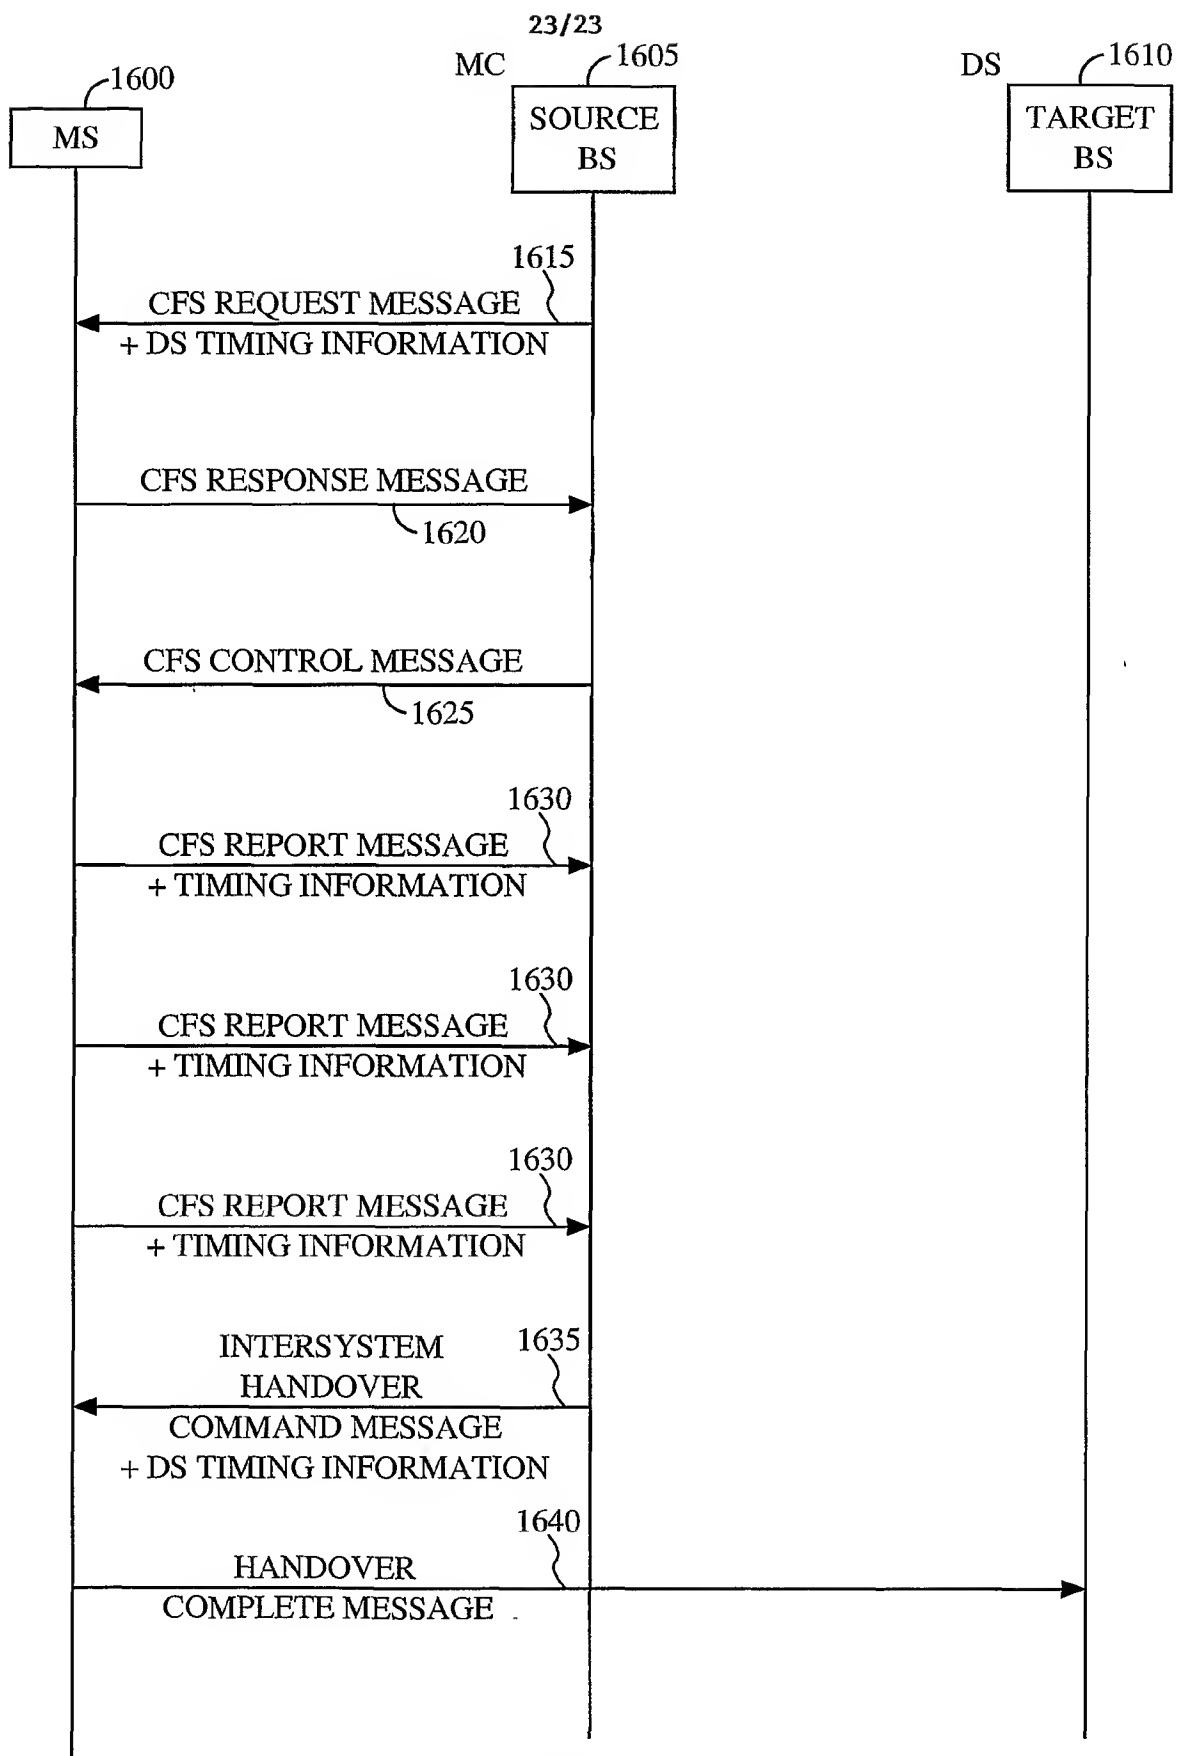 23/23
MC
1605
DS
1610
1600
MS
SOURCE
BS
TARGET
BS
1615
CFS REQUEST MESSAGE
+ DS TIMING INFORMATION
CFS RESPONSE MESSAGE
1620
CFS CONTROL MESSAGE
1625
1630
CFS REPORT MESSAGE
+ TIMING INFORMATION
1630
CFS REPORT MESSAGE
+ TIMING INFORMATION
1630
CFS REPORT MESSAGE
+ TIMING INFORMATION
1635
INTERSYSTEM
HANDOVER
COMMAND MESSAGE
+ DS TIMING INFORMATION
1640
HANDOVER
COMPLETE MESSAGE